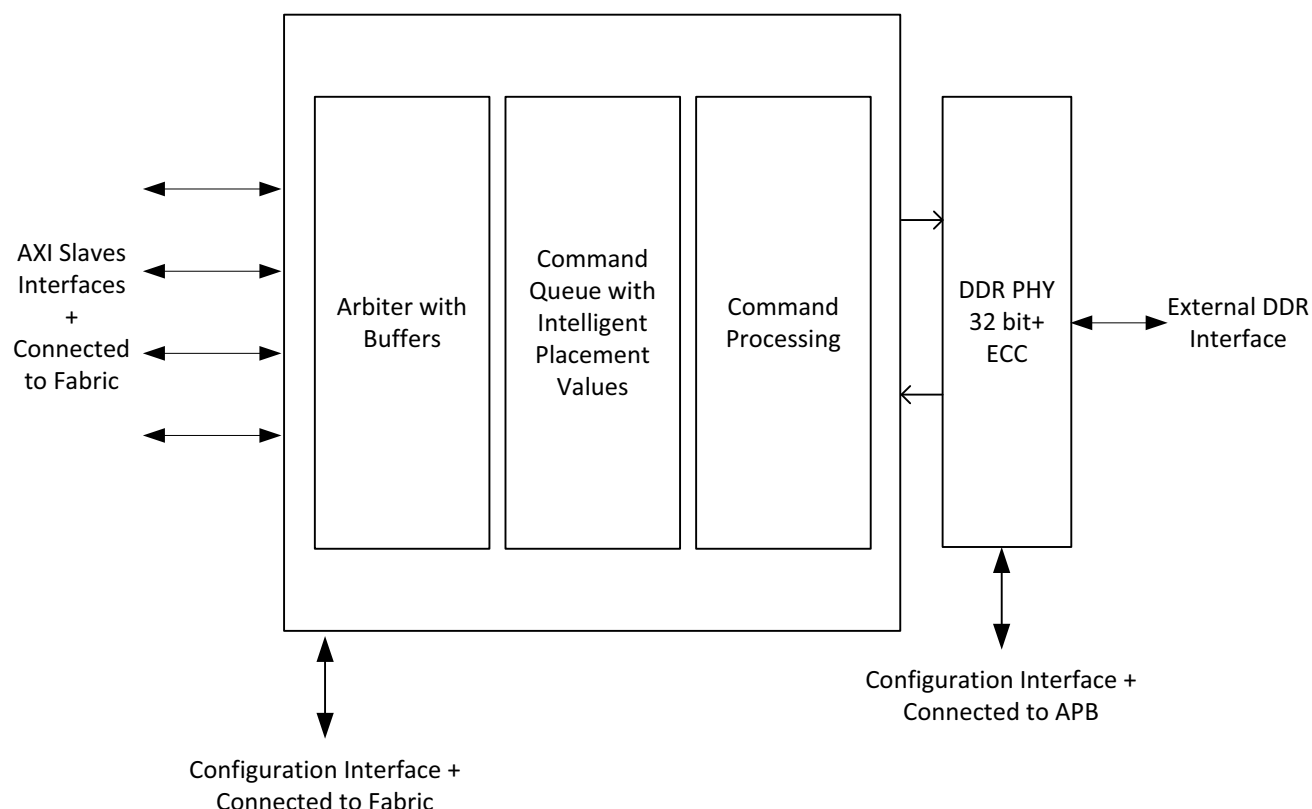 AXI Slaves
Interfaces
+
Connected
to Fabric
Arbiter with
Buffers
Command
Queue with
Intelligent
Placement
Values
Command
Processing
DDR PHY
32 bit+
ECC
External DDR
Interface
Configuration Interface +
Connected to APB
Configuration Interface +
Connected to Fabric